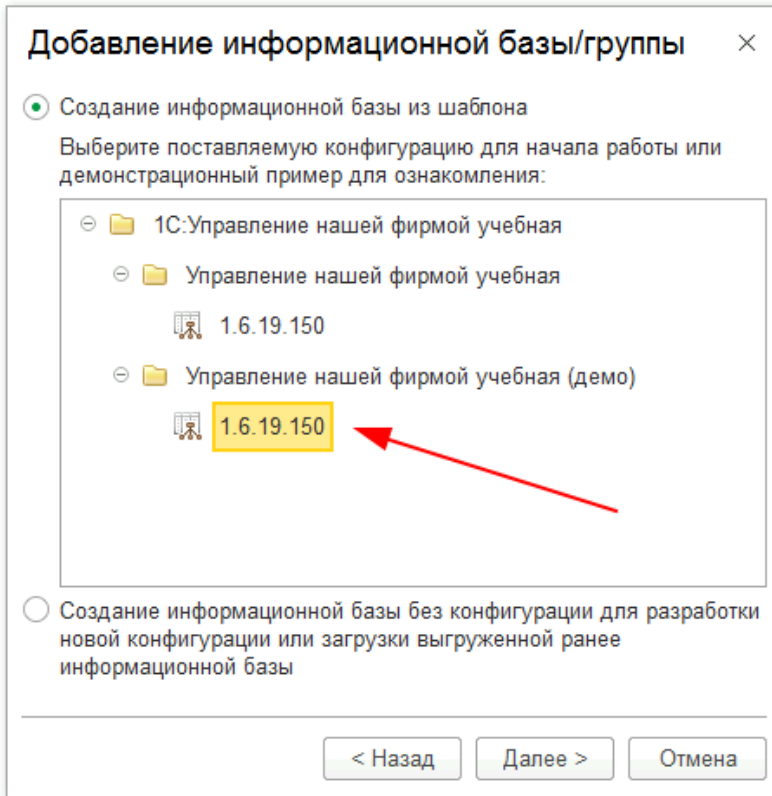 Добавление информационной базы/группы
Создание информационной базы из шаблона
Выберите поставляемую конфигурацию для начала работы или
демонстрационный пример для ознакомления:
1С:Управление нашей фирмой учебная
Управление нашей фирмой учебная
1.6.19.150
Управление нашей фирмой учебная (демо)
1.6.19.150
Создание информационной базы без конфигурации для разработки
новой конфигурации или загрузки выгруженной ранее
информационной базы
< Назад Далее > Отмена